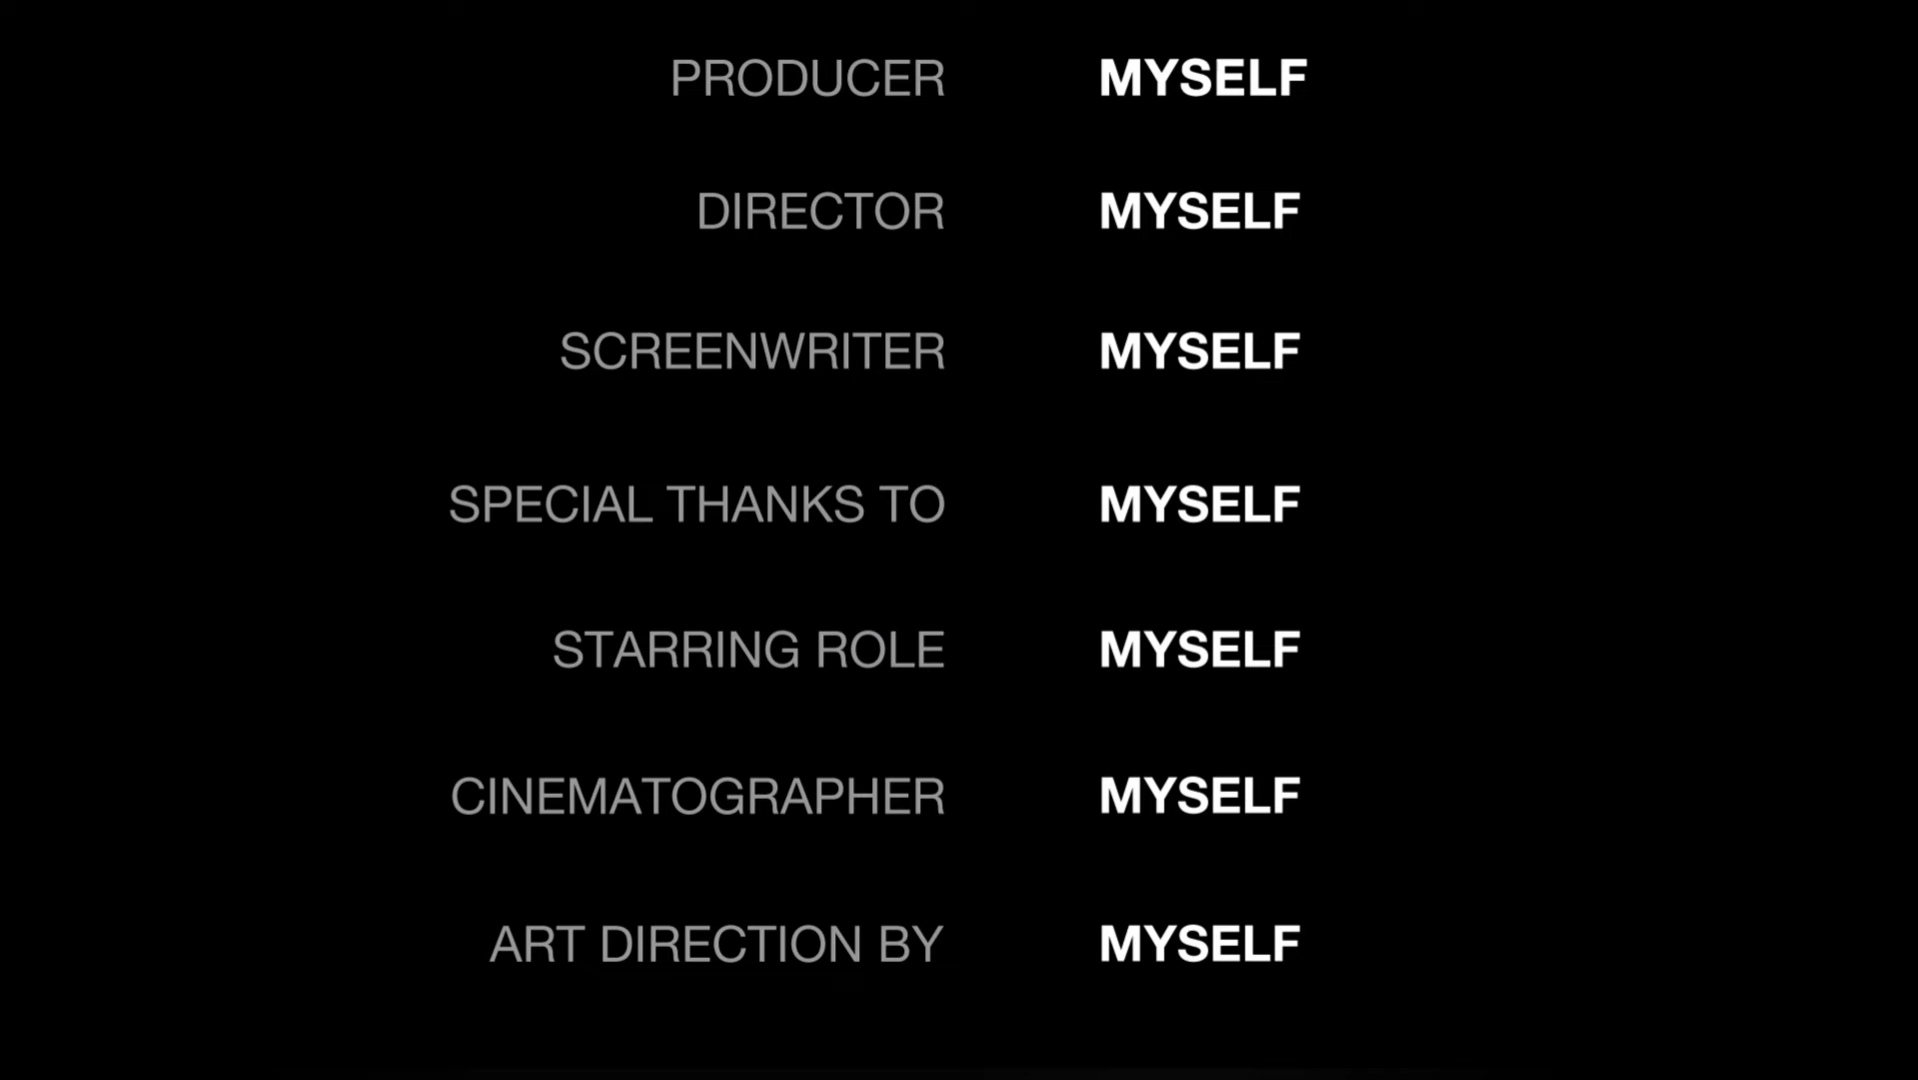 PRODUCER MYSELF
DIRECTOR MYSELF
SCREENWRITER MYSELF
SPECIAL THANKS TO MYSELF
STARRING ROLE MYSELF
CINEMATOGRAPHER MYSELF
ART DIRECTION BY MYSELF